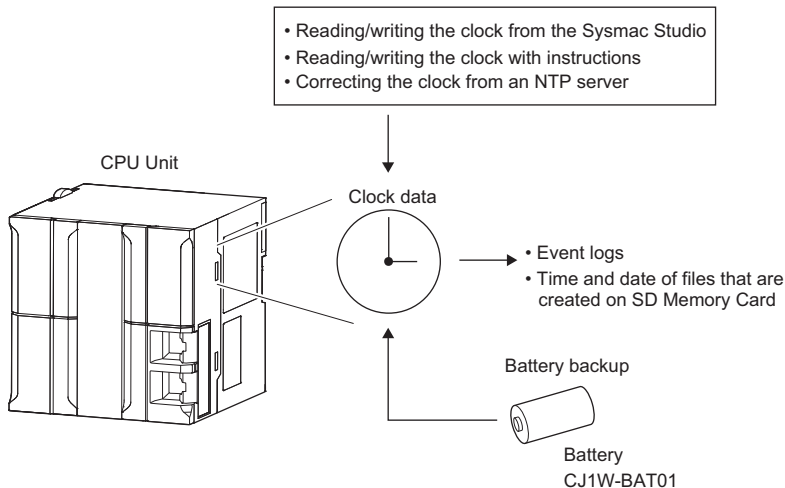 • Reading/writing the clock from the Sysmac Studio
• Reading/writing the clock with instructions
• Correcting the clock from an NTP server
CPU Unit
Clock data
• Event logs
• Time and date of files that are
created on SD Memory Card
Battery backup
Battery
CJ1W-BAT01